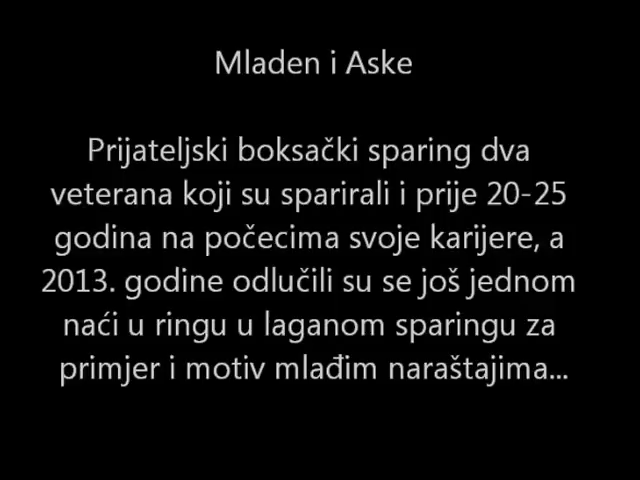 Mladen i Aske
Prijateljski boksački sparing dva
veterana koji su sparirali i prije 20-25
godina na počecima svoje karijere, a
2013. godine odlučili su se još jednom
naći u ringu u laganom sparingu za
primjer i motiv mlađim naraštajima...